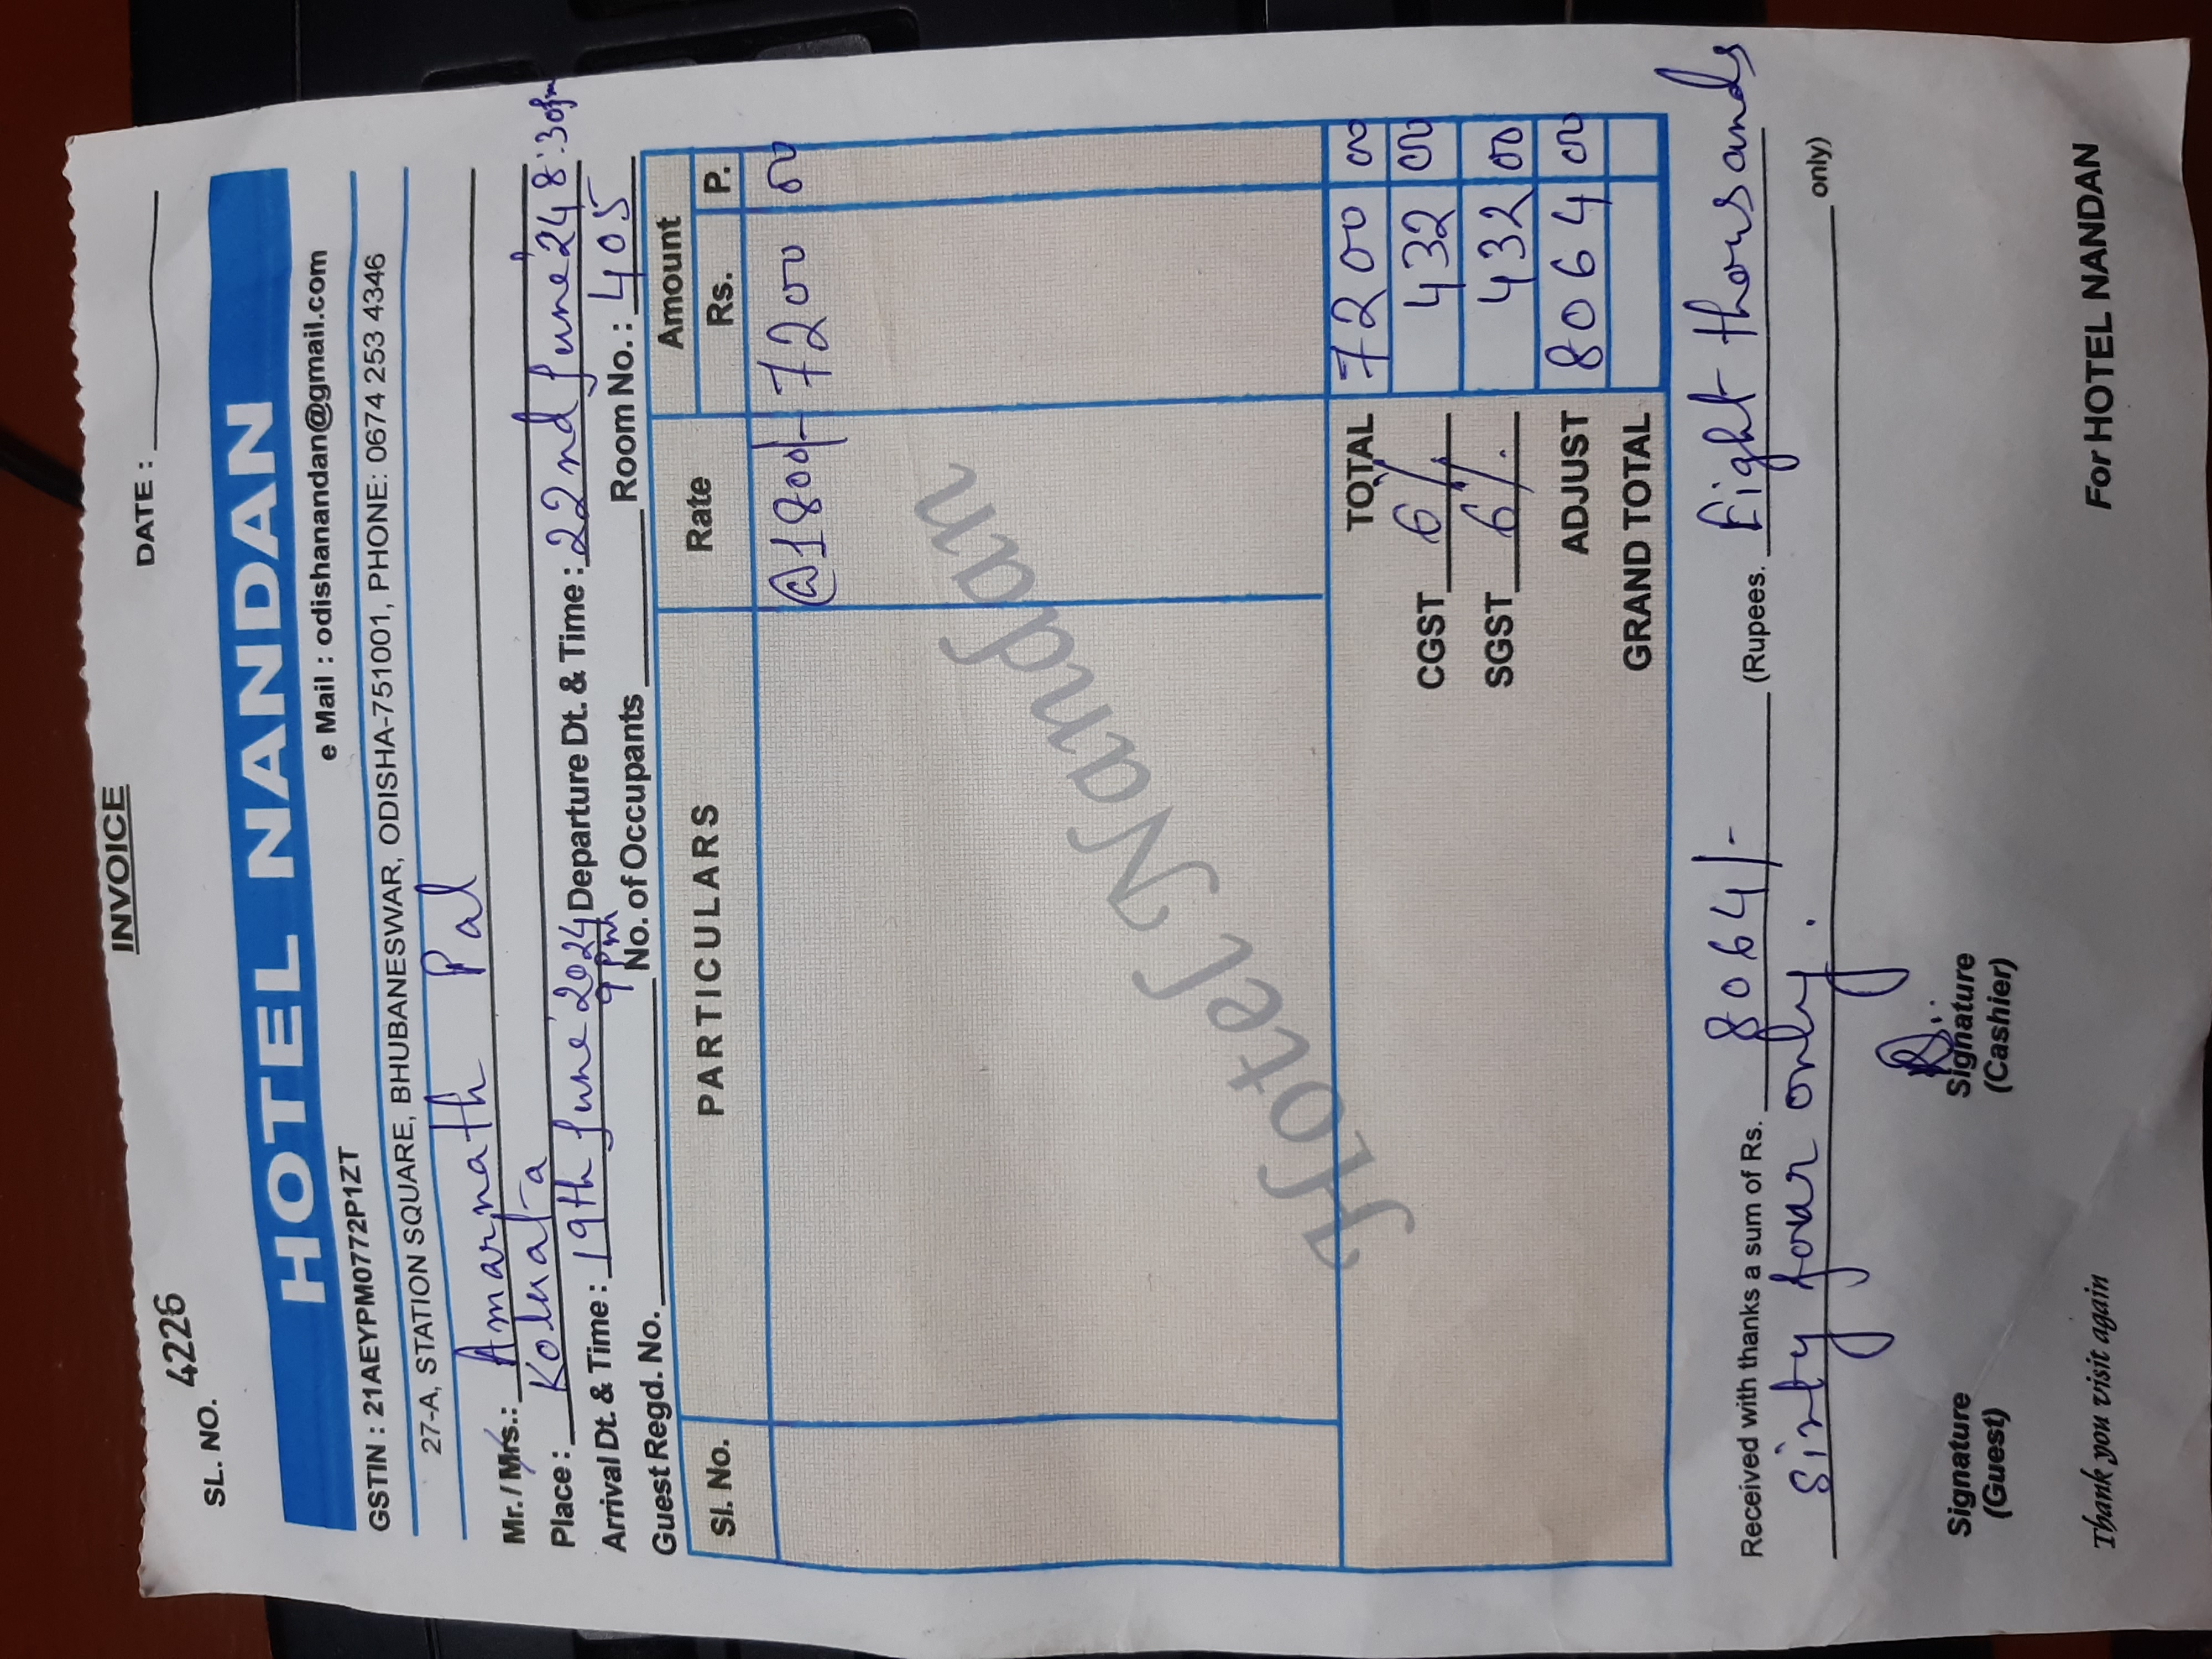 INVOICE
SL. NO. 4226 DATE :
HOTEL NANDAN
GSTIN : 21AEYPM0772P1ZT e Mail : odishanandan@gmail.com
27-A, STATION SQUARE, BHUBANESWAR, ODISHA-751001, PHONE: 0674 253 4346
Mr. / Mrs.: Amarnath Pal
Place : Kolkata
Arrival Dt. & Time : 19th June'2024 9 pm Departure Dt. & Time : 22nd June'24 8:30pm
Guest Regd. No. No. of Occupants Room No. : 405
Sl. No. PARTICULARS Rate Amount
Rs. P.
@1800/- 7200 00
Hotel Nandan
TOTAL 7200 00
CGST 6% 432 00
SGST 6%. 432 00
ADJUST 8064 00
GRAND TOTAL
Received with thanks a sum of Rs. 8064/- (Rupees. Eight thousands
sixty four only. only)
Signature Signature
(Guest) (Cashier)
Thank you visit again For HOTEL NANDAN